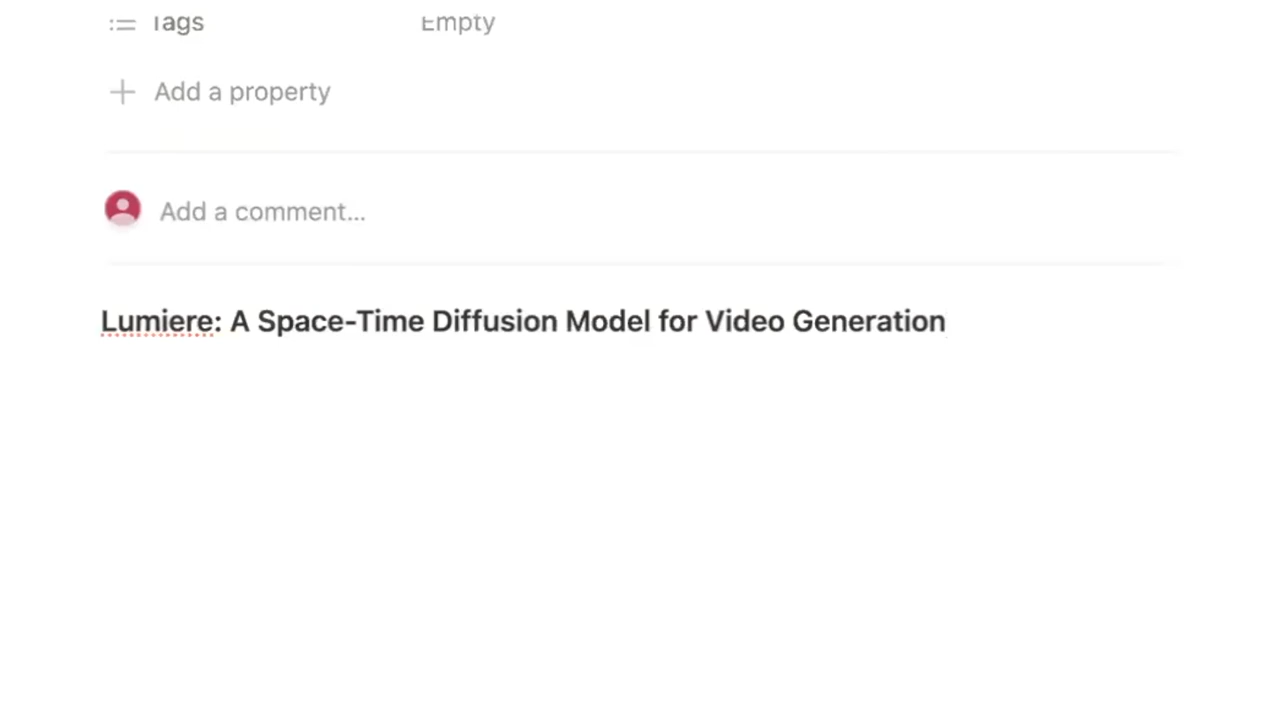 Tags Empty
Add a property
Add a comment...
Lumiere: A Space-Time Diffusion Model for Video Generation